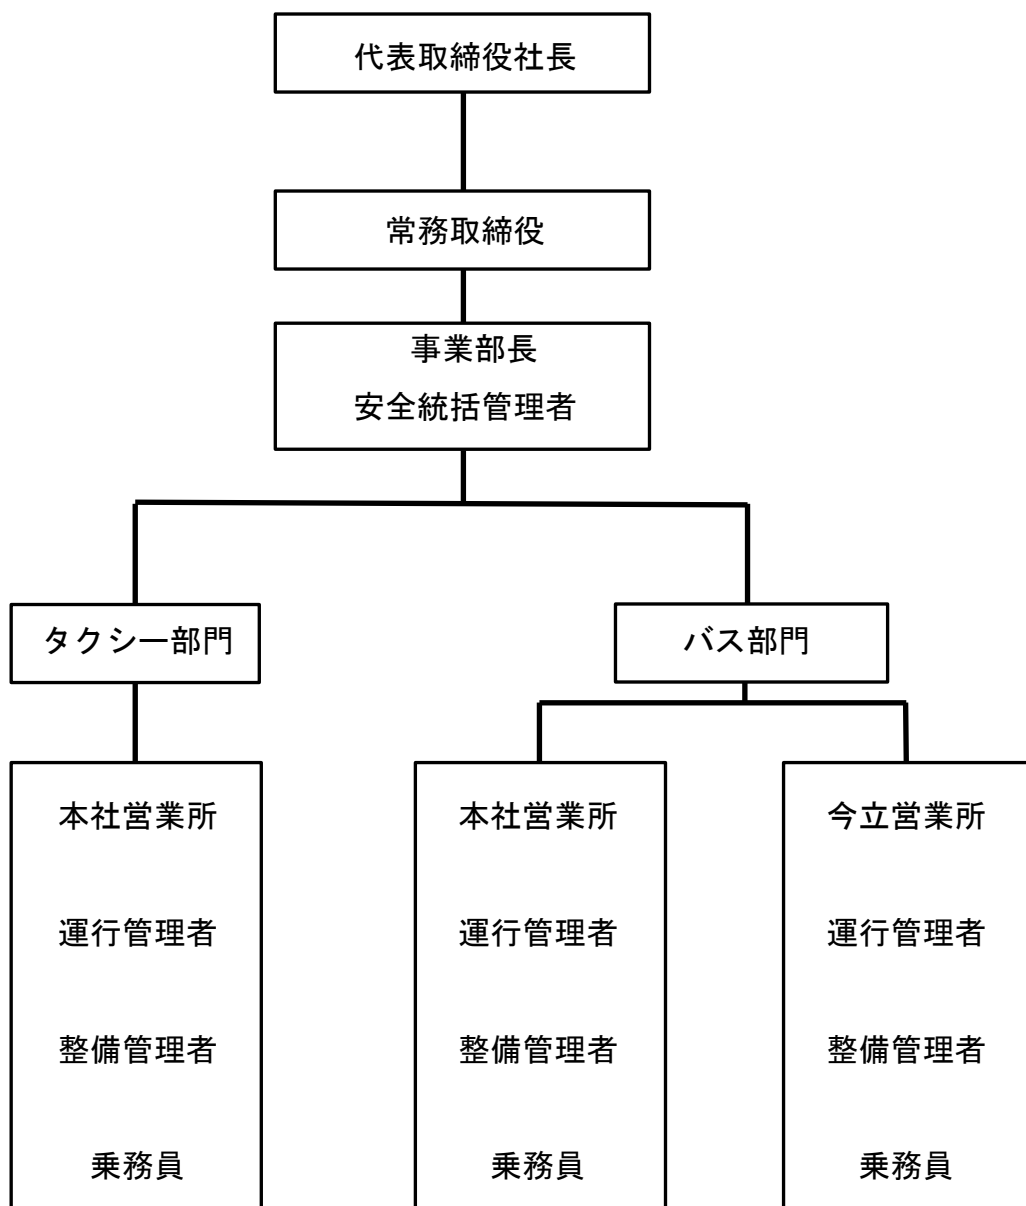 代表取締役社長
常務取締役
事業部長
安全統括管理者
タクシー部門
バス部門
本社営業所
運行管理者
整備管理者
乗務員
本社営業所
運行管理者
整備管理者
乗務員
今立営業所
運行管理者
整備管理者
乗務員